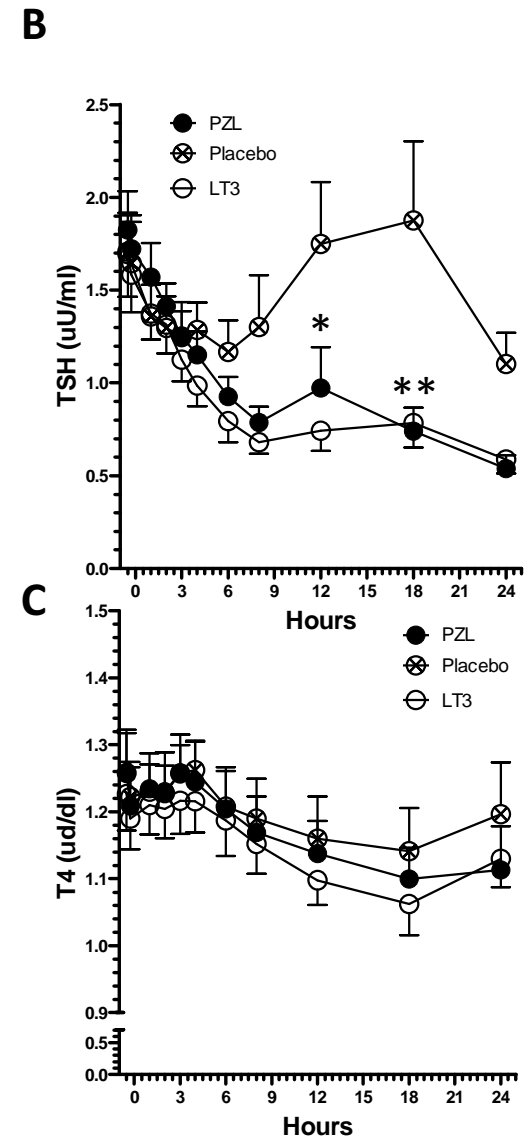 B
2.5
PZL
Placebo
2.0
LT3
1.5
TSH (uU/ml)
*
1.0
**
0.5
0.0
0 3 6 9 12 15 18 21 24
Hours
C
1.5
PZL
1.4
Placebo
LT3
1.3
T4 (ud/dl)
1.2
1.1
1.0
0.9
0.5
0.0
0 3 6 9 12 15 18 21 24
Hours